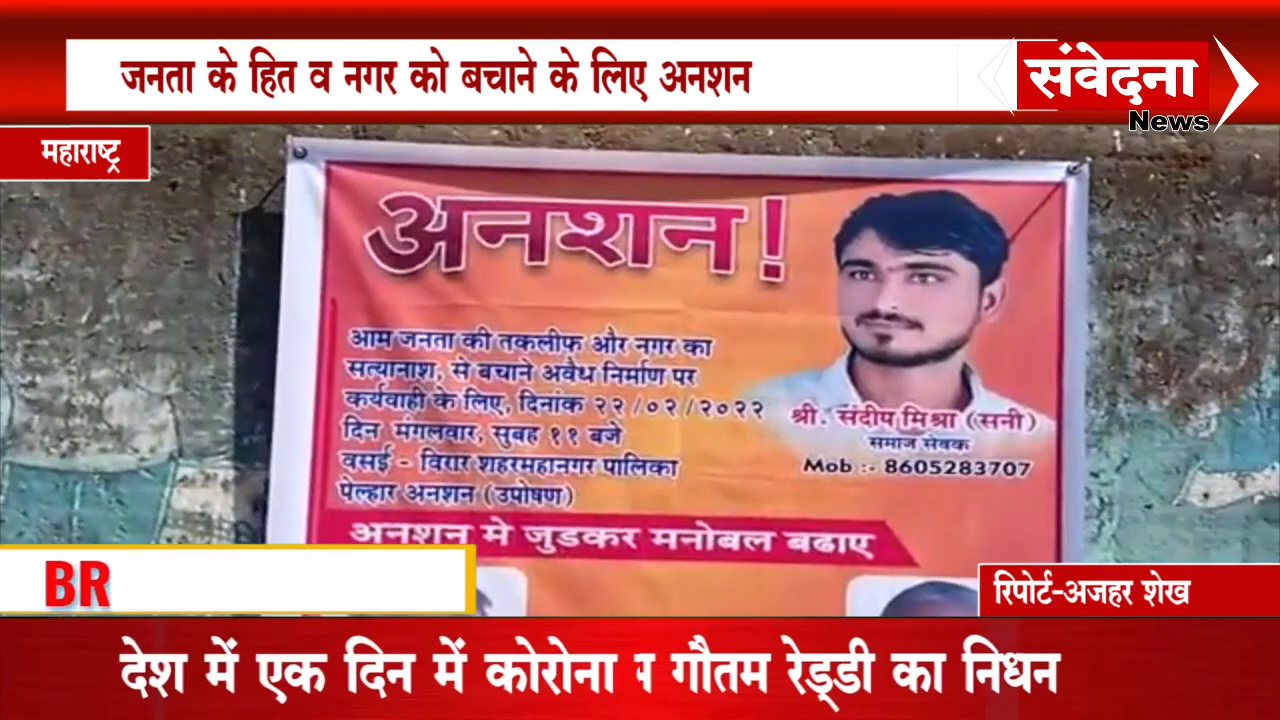 जनता के हित व नगर को बचाने के लिए अनशन
संवेदना
News
महाराष्ट्र
अनशन!
आम जनता की तकलीफ और नगर का
सत्यानाश, से बचाने अवैध निर्माण पर
कर्यवाही के लिए, दिनांक २२/०२/२०२२
दिन मंगलवार, सुबह ११ बजे
वसई - विरार शहरमहानगर पालिका
पेल्हार अनशन (उपोषण)
श्री. संदीप मिश्रा (सनी)
समाज सेवक
Mob :- 8605283707
अनशन मे जुडकर मनोबल बढाए
BR
रिपोर्ट-अजहर शेख
देश में एक दिन में कोरोना गौतम रेड्डी का निधन